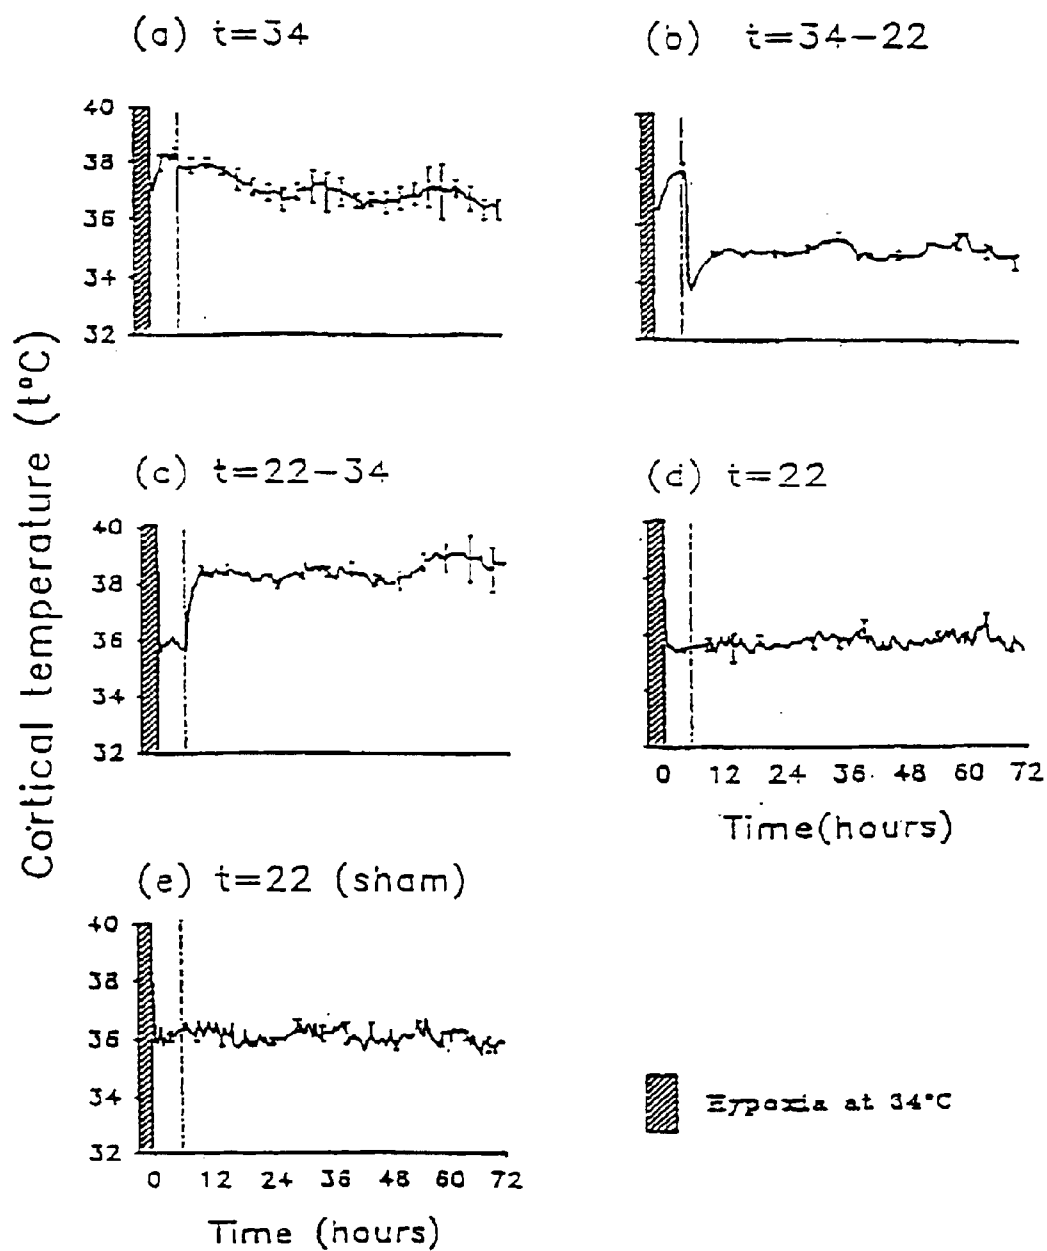 (a) t=34
(b) t=34-22
40
38
36
34
32
Cortical temperature (t°C)
(c) t=22-34
(d) t=22
40
38
36
34
32
0 12 24 36 48 60 72
Time(hours)
(e) t=22 (sham)
40
38
36
34
32
0 12 24 36 48 60 72
Time (hours)
Hypoxia at 34°C